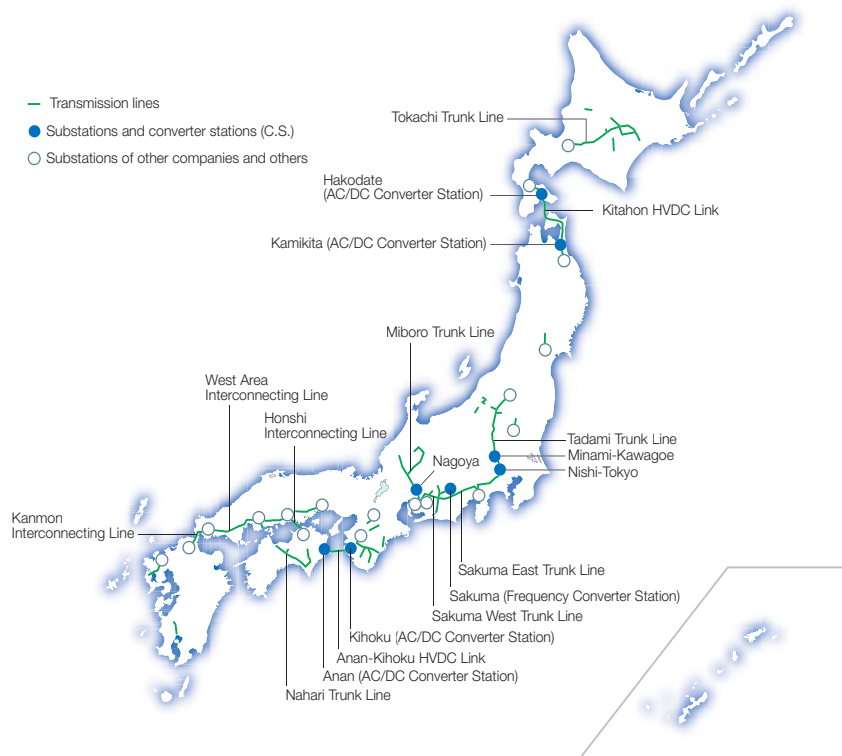 Transmission lines
Substations and converter stations (C.S.)
Substations of other companies and others
Tokachi Trunk Line
Hakodate
(AC/DC Converter Station)
Kitahon HVDC Link
Kamikita (AC/DC Converter Station)
Miboro Trunk Line
West Area
Interconnecting Line
Honshi
Interconnecting Line
Tadami Trunk Line
Minami-Kawagoe
Nagoya
Nishi-Tokyo
Kanmon
Interconnecting Line
Sakuma East Trunk Line
Sakuma (Frequency Converter Station)
Sakuma West Trunk Line
Kihoku (AC/DC Converter Station)
Anan-Kihoku HVDC Link
Anan (AC/DC Converter Station)
Nahari Trunk Line